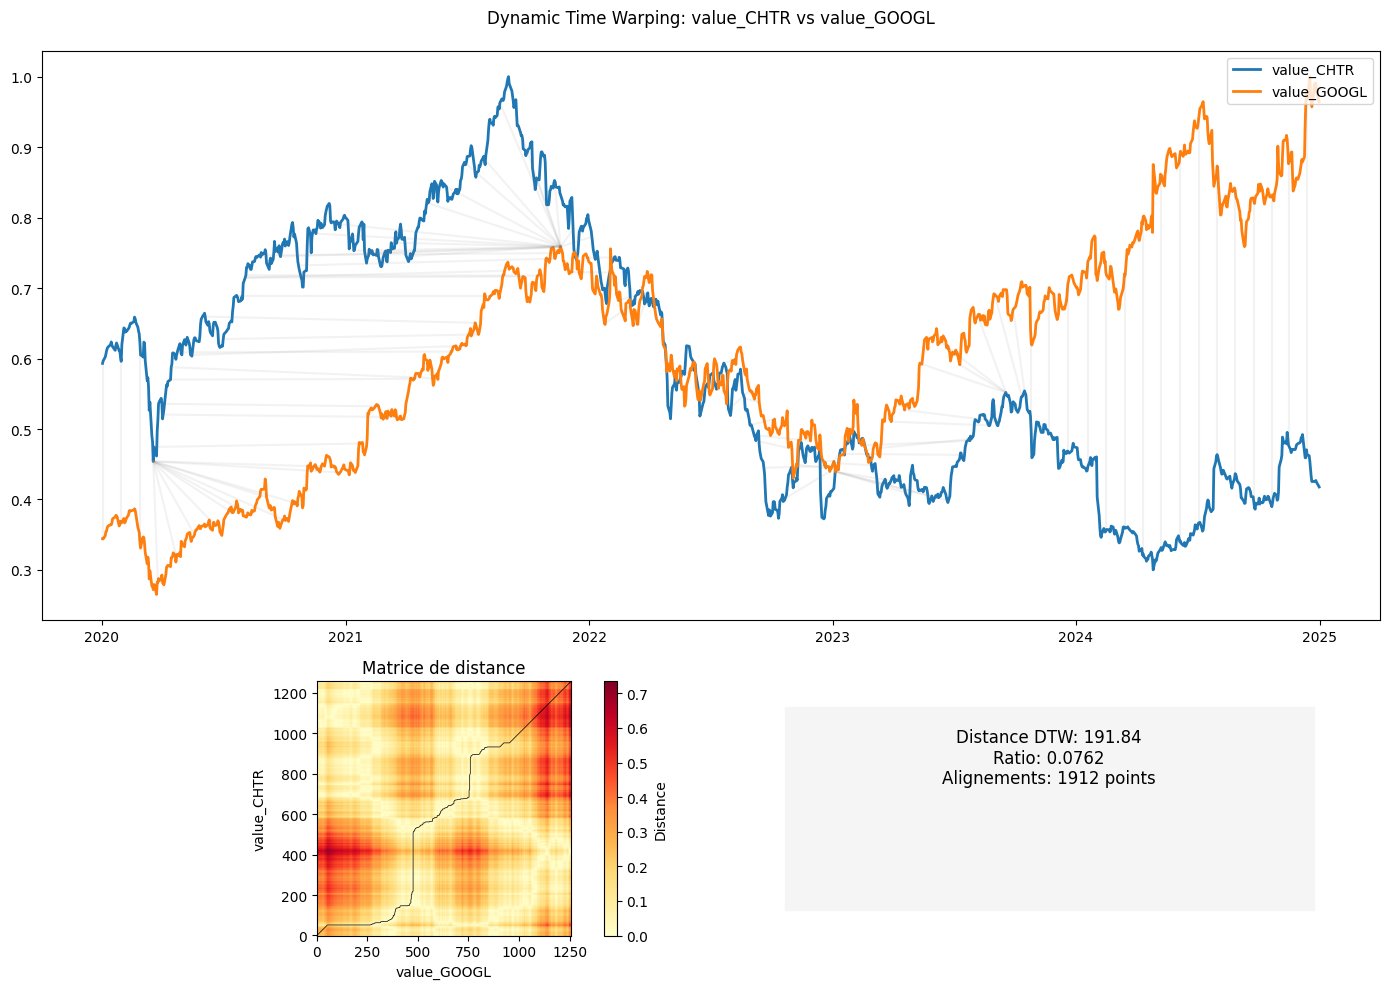 Dynamic Time Warping: value_CHTR vs value_GOOGL
value_CHTR
value_GOOGL
1.0
0.9
0.8
0.7
0.6
0.5
0.4
0.3
2020 2021 2022 2023 2024 2025
Matrice de distance
value_CHTR
1200
1000
800
600
400
200
0
0 250 500 750 1000 1250
value_GOOGL
0.7
0.6
0.5
0.4
0.3
0.2
0.1
0.0
Distance
Distance DTW: 191.84
Ratio: 0.0762
Alignements: 1912 points